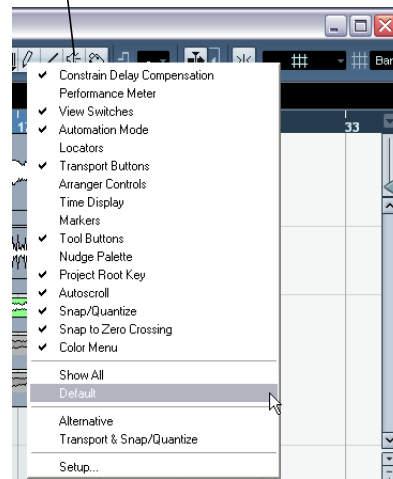 Bar
17
33
Constrain Delay Compensation
Performance Meter
View Switches
Automation Mode
Locators
Transport Buttons
Arranger Controls
Time Display
Markers
Tool Buttons
Nudge Palette
Project Root Key
Autoscroll
Snap/Quantize
Snap to Zero Crossing
Color Menu
Show All
Default
Alternative
Transport & Snap/Quantize
Setup...